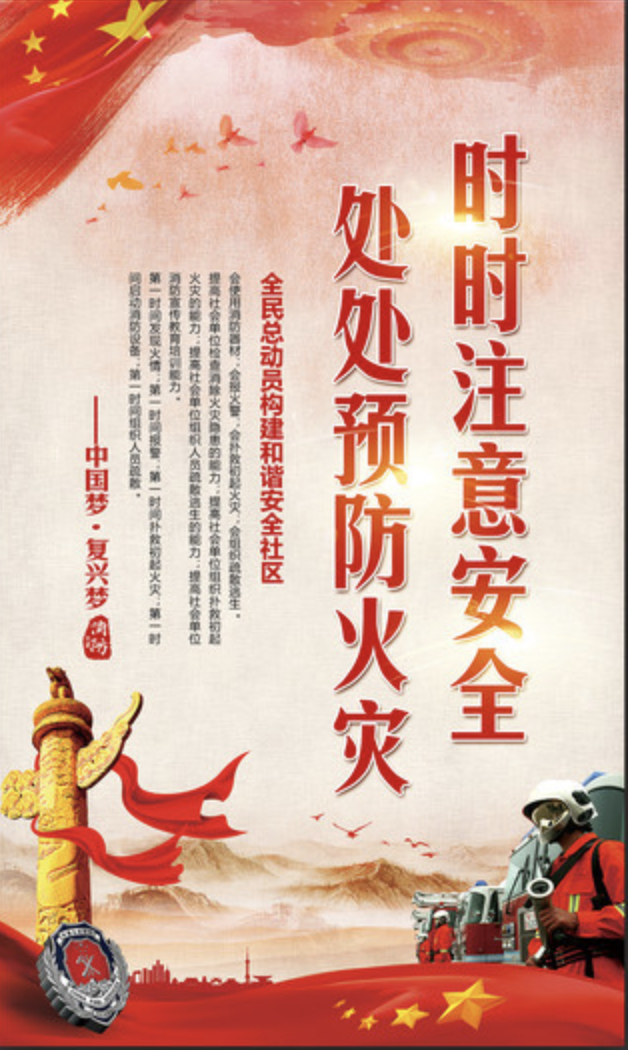 时时注意安全
处处预防火灾
全民总动员构建和谐安全社区
会使用消防器材；会报火警；会扑救初起火灾；会组织疏散逃生。
提高社会单位检查消除火灾隐患的能力；提高社会单位组织扑救初起
火灾的能力；提高社会单位组织人员疏散逃生的能力；提高社会单位
消防宣传教育培训能力。
第一时间发现火情；第一时间报警；第一时间扑救初起火灾；第一时
间启动消防设备；第一时间组织人员疏散。
——中国梦·复兴梦
消防